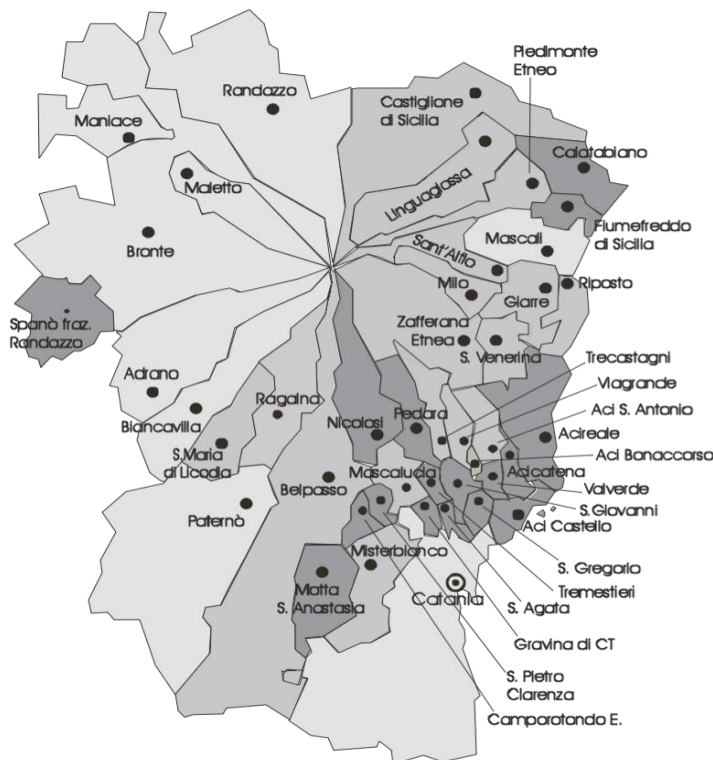 Piedimonte
Etneo
Randazzo
Castiglione
di Sicilia
Maniace
Calatabiano
Maletto
Linguaglossa
Fiumefreddo
di Sicilia
Bronte
Mascali
Sant'Alfio
Milo
Giarre
Riposto
Spanò fraz.
Randazzo
Zafferana
Etnea
S. Venerina
Trecastagni
Adrano
Viagrande
Ragalna
Biancavilla
Nicolosi
Pedara
Aci S. Antonio
Acireale
S.Maria
di Licodia
Aci Bonaccorso
Mascalucia
Acicatena
Belpasso
Valverde
Paternò
S.Giovanni
Aci Castello
Misterbianco
S. Gregorio
Motta
S. Anastasia
Catania
Tremestieri
S. Agata
Gravina di CT
S. Pietro
Clarenza
Camporotondo E.